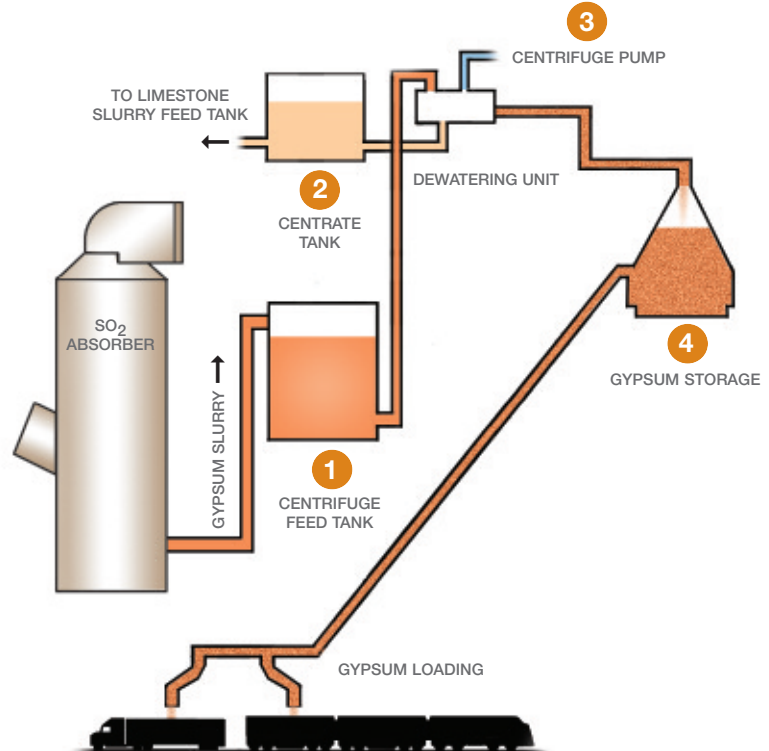 3
CENTRIFUGE PUMP
TO LIMESTONE
SLURRY FEED TANK
DEWATERING UNIT
2
CENTRATE
TANK
SO2
ABSORBER
GYPSUM SLURRY
4
GYPSUM STORAGE
1
CENTRIFUGE
FEED TANK
GYPSUM LOADING